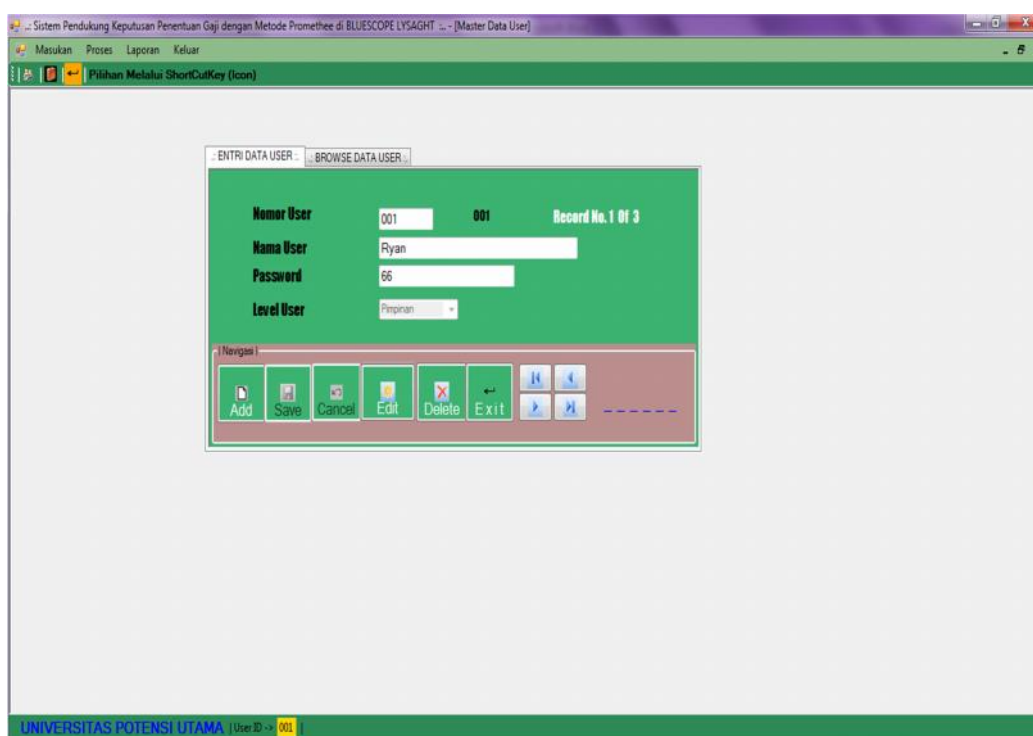 ..: Sistem Pendukung Keputusan Penentuan Gaji dengan Metode Promethee di BLUESCOPE LYSAGHT :.. - [Master Data User]
Masukan Proses Laporan Keluar
Pilihan Melalui ShortCutKey (Icon)
.: ENTRI DATA USER :. .: BROWSE DATA USER :.
Nomor User 001 001 Record No. 1 Of 3
Nama User Ryan
Password 66
Level User Pimpinan
| Navigasi |
Add Save Cancel Edit Delete Exit
UNIVERSITAS POTENSI UTAMA | User ID -> 001 |